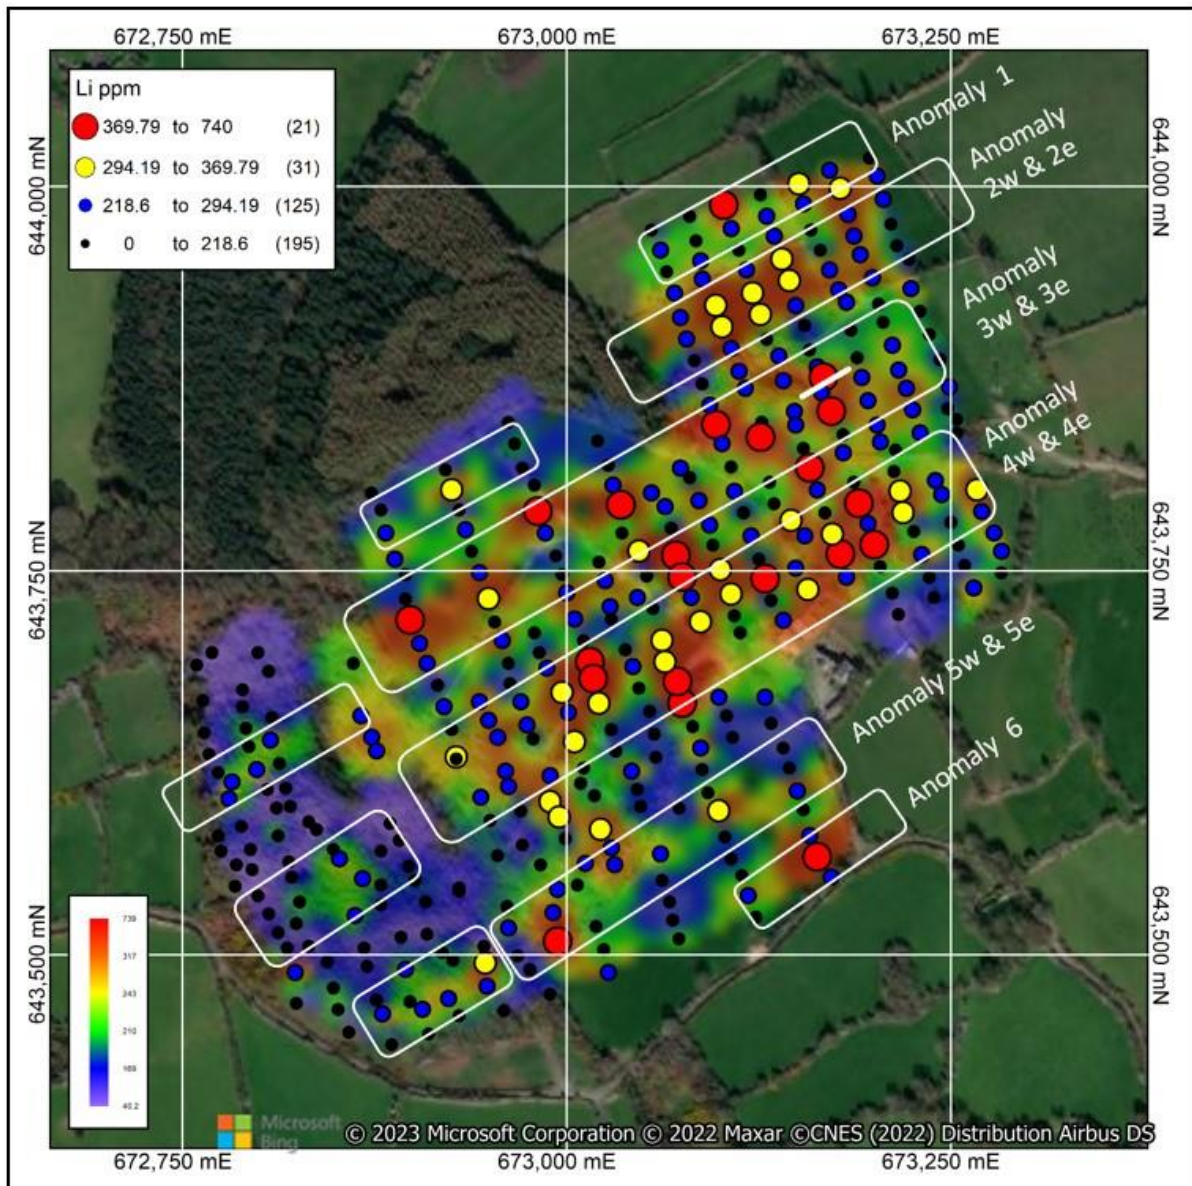 672,750 mE 673,000 mE 673,250 mE
Li ppm
369.79 to 740 (21)
294.19 to 369.79 (31)
218.6 to 294.19 (125)
0 to 218.6 (195)
Anomaly 1
Anomaly
2w & 2e
Anomaly
3w & 3e
Anomaly
4w & 4e
Anomaly 5w & 5e
Anomaly 6
644,000 mN
643,750 mN
643,500 mN
644,000 mN
643,750 mN
643,500 mN
739
317
243
210
40.2
Microsoft
Bing
© 2023 Microsoft Corporation © 2022 Maxar ©CNES (2022) Distribution Airbus DS
672,750 mE 673,000 mE 673,250 mE